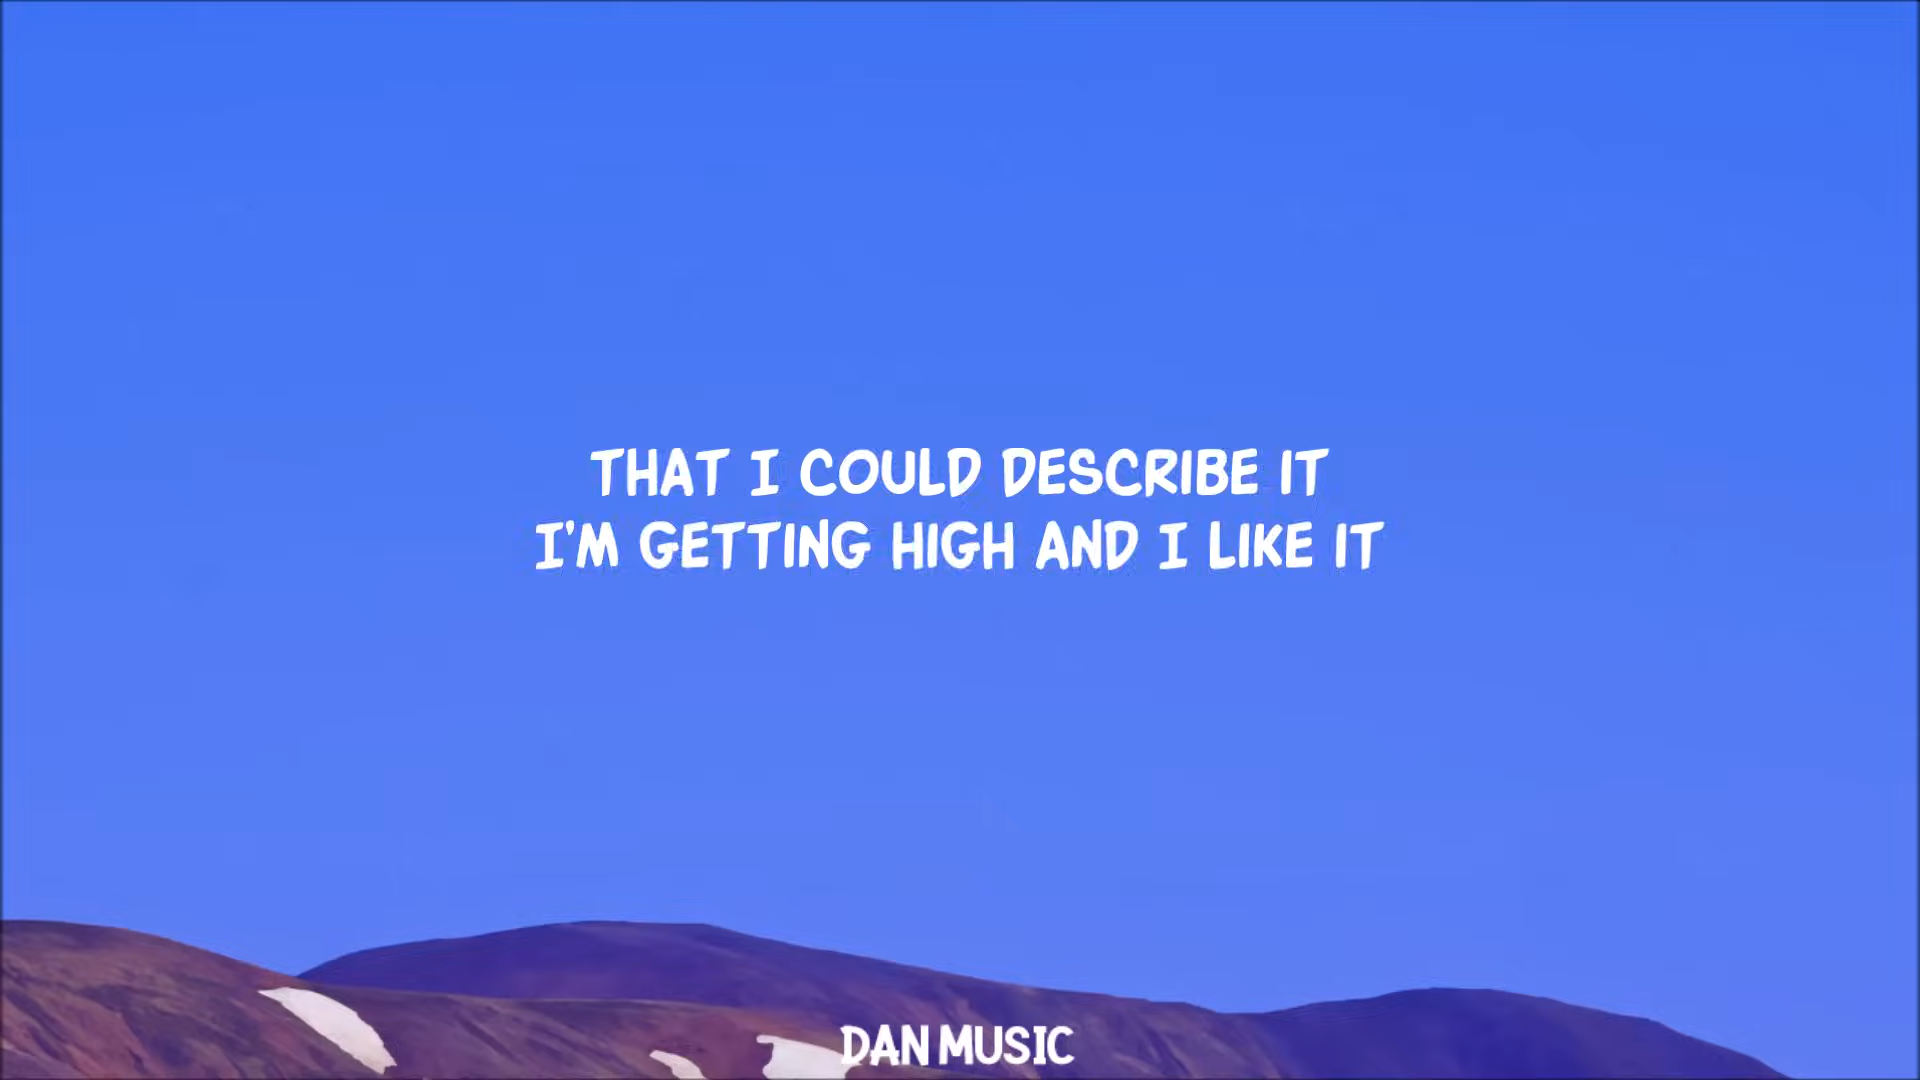 THAT I COULD DESCRIBE IT
I'M GETTING HIGH AND I LIKE IT
DAN MUSIC